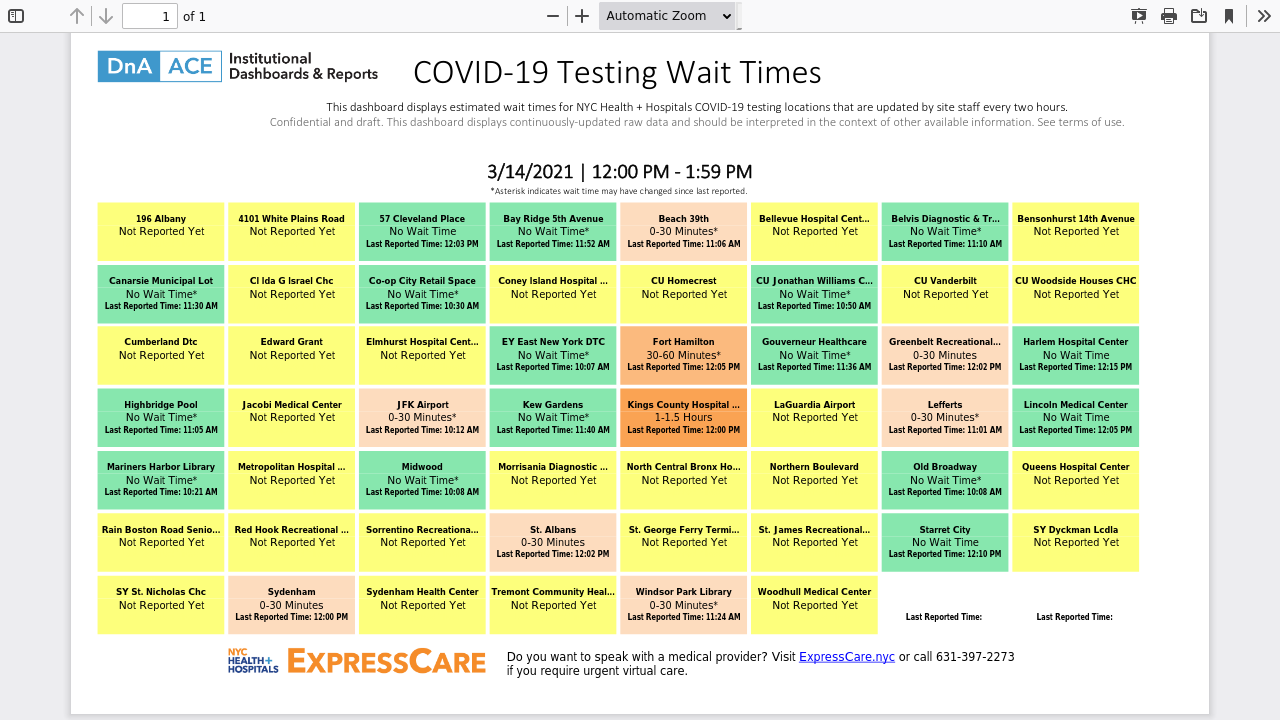 1 of 1
Automatic Zoom
DnA ACE Institutional
Dashboards & Reports
COVID-19 Testing Wait Times
This dashboard displays estimated wait times for NYC Health + Hospitals COVID-19 testing locations that are updated by site staff every two hours.
Confidential and draft. This dashboard displays continuously-updated raw data and should be interpreted in the context of other available information. See terms of use.
3/14/2021 | 12:00 PM - 1:59 PM
*Asterisk indicates wait time may have changed since last reported.
196 Albany
Not Reported Yet
4101 White Plains Road
Not Reported Yet
57 Cleveland Place
No Wait Time
Last Reported Time: 12:03 PM
Bay Ridge 5th Avenue
No Wait Time*
Last Reported Time: 11:52 AM
Beach 39th
0-30 Minutes*
Last Reported Time: 11:06 AM
Bellevue Hospital Cent...
Not Reported Yet
Belvis Diagnostic & Tr...
No Wait Time*
Last Reported Time: 11:10 AM
Bensonhurst 14th Avenue
Not Reported Yet
Canarsie Municipal Lot
No Wait Time*
Last Reported Time: 11:30 AM
Cl Ida G Israel Chc
Not Reported Yet
Co-op City Retail Space
No Wait Time*
Last Reported Time: 10:30 AM
Coney Island Hospital ...
Not Reported Yet
CU Homecrest
Not Reported Yet
CU Jonathan Williams C...
No Wait Time*
Last Reported Time: 10:50 AM
CU Vanderbilt
Not Reported Yet
CU Woodside Houses CHC
Not Reported Yet
Cumberland Dtc
Not Reported Yet
Edward Grant
Not Reported Yet
Elmhurst Hospital Cent...
Not Reported Yet
EY East New York DTC
No Wait Time*
Last Reported Time: 10:07 AM
Fort Hamilton
30-60 Minutes*
Last Reported Time: 12:05 PM
Gouverneur Healthcare
No Wait Time*
Last Reported Time: 11:36 AM
Greenbelt Recreational...
0-30 Minutes
Last Reported Time: 12:02 PM
Harlem Hospital Center
No Wait Time
Last Reported Time: 12:15 PM
Highbridge Pool
No Wait Time*
Last Reported Time: 11:05 AM
Jacobi Medical Center
Not Reported Yet
JFK Airport
0-30 Minutes*
Last Reported Time: 10:12 AM
Kew Gardens
No Wait Time*
Last Reported Time: 11:40 AM
Kings County Hospital ...
1-1.5 Hours
Last Reported Time: 12:00 PM
LaGuardia Airport
Not Reported Yet
Lefferts
0-30 Minutes*
Last Reported Time: 11:01 AM
Lincoln Medical Center
No Wait Time
Last Reported Time: 12:05 PM
Mariners Harbor Library
No Wait Time*
Last Reported Time: 10:21 AM
Metropolitan Hospital ...
Not Reported Yet
Midwood
No Wait Time*
Last Reported Time: 10:08 AM
Morrisania Diagnostic ...
Not Reported Yet
North Central Bronx Ho...
Not Reported Yet
Northern Boulevard
Not Reported Yet
Old Broadway
No Wait Time*
Last Reported Time: 10:08 AM
Queens Hospital Center
Not Reported Yet
Rain Boston Road Senio...
Not Reported Yet
Red Hook Recreational ...
Not Reported Yet
Sorrentino Recreationa...
Not Reported Yet
St. Albans
0-30 Minutes
Last Reported Time: 12:02 PM
St. George Ferry Termi...
Not Reported Yet
St. James Recreational...
Not Reported Yet
Starret City
No Wait Time
Last Reported Time: 12:10 PM
SY Dyckman Lcdla
Not Reported Yet
SY St. Nicholas Chc
Not Reported Yet
Sydenham
0-30 Minutes
Last Reported Time: 12:00 PM
Sydenham Health Center
Not Reported Yet
Tremont Community Heal...
Not Reported Yet
Windsor Park Library
0-30 Minutes*
Last Reported Time: 11:24 AM
Woodhull Medical Center
Not Reported Yet
Last Reported Time:
Last Reported Time:
NYC
HEALTH+
HOSPITALS
EXPRESSCARE
Do you want to speak with a medical provider? Visit ExpressCare.nyc or call 631-397-2273
if you require urgent virtual care.